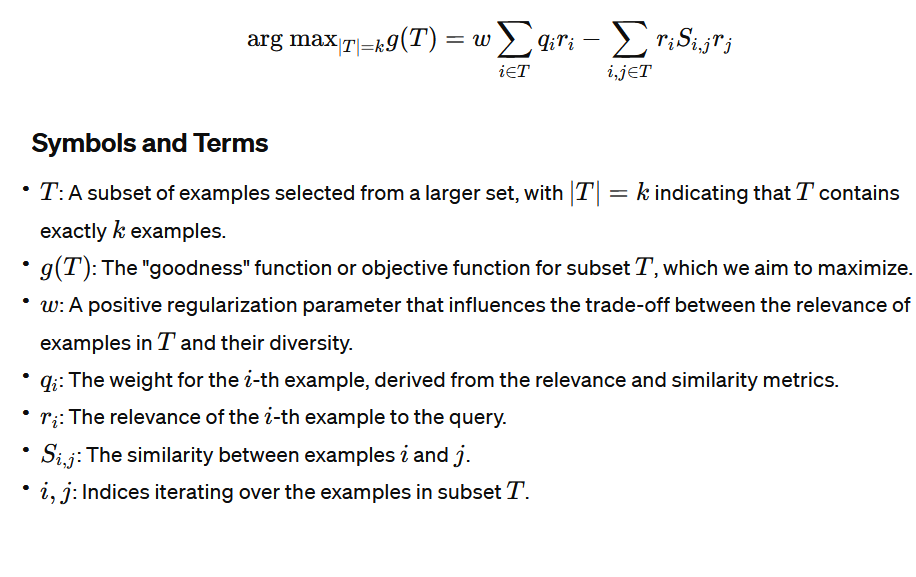 arg max_{|T|=k} g(T) = w ∑_{i∈T} q_i r_i − ∑_{i,j∈T} r_i S_{i,j} r_j
Symbols and Terms
• T: A subset of examples selected from a larger set, with |T| = k indicating that T contains
exactly k examples.
• g(T): The "goodness" function or objective function for subset T, which we aim to maximize.
• w: A positive regularization parameter that influences the trade-off between the relevance of
examples in T and their diversity.
• q_i: The weight for the i-th example, derived from the relevance and similarity metrics.
• r_i: The relevance of the i-th example to the query.
• S_{i,j}: The similarity between examples i and j.
• i, j: Indices iterating over the examples in subset T.